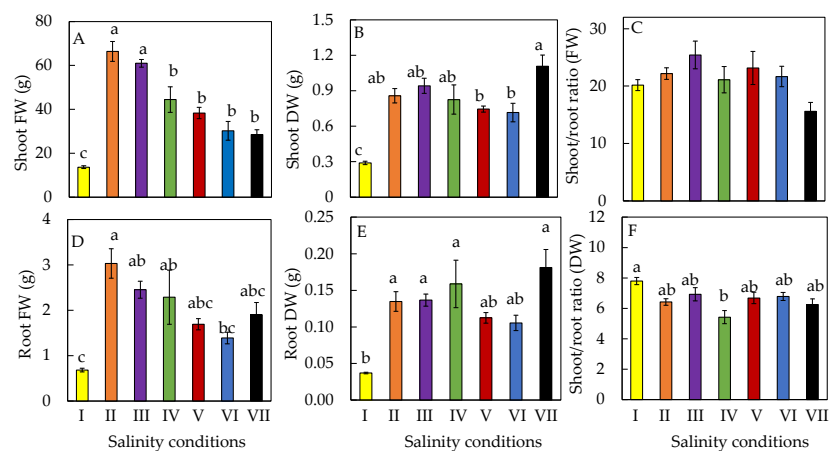 A
Shoot FW (g)
80
60
40
20
0
c
a
a
b
b
b
b
B
Shoot DW (g)
1.5
1.2
0.9
0.6
0.3
0.0
c
ab
ab
ab
b
b
a
C
Shoot/root ratio (FW)
30
20
10
0
D
Root FW (g)
4
3
2
1
0
c
a
ab
ab
abc
bc
abc
I II III IV V VI VII
Salinity conditions
E
Root DW (g)
0.25
0.20
0.15
0.10
0.05
0.00
b
a
a
a
ab
ab
a
I II III IV V VI VII
Salinity conditions
F
Shoot/root ratio (DW)
12
10
8
6
4
2
0
a
ab
ab
b
ab
ab
ab
I II III IV V VI VII
Salinity conditions